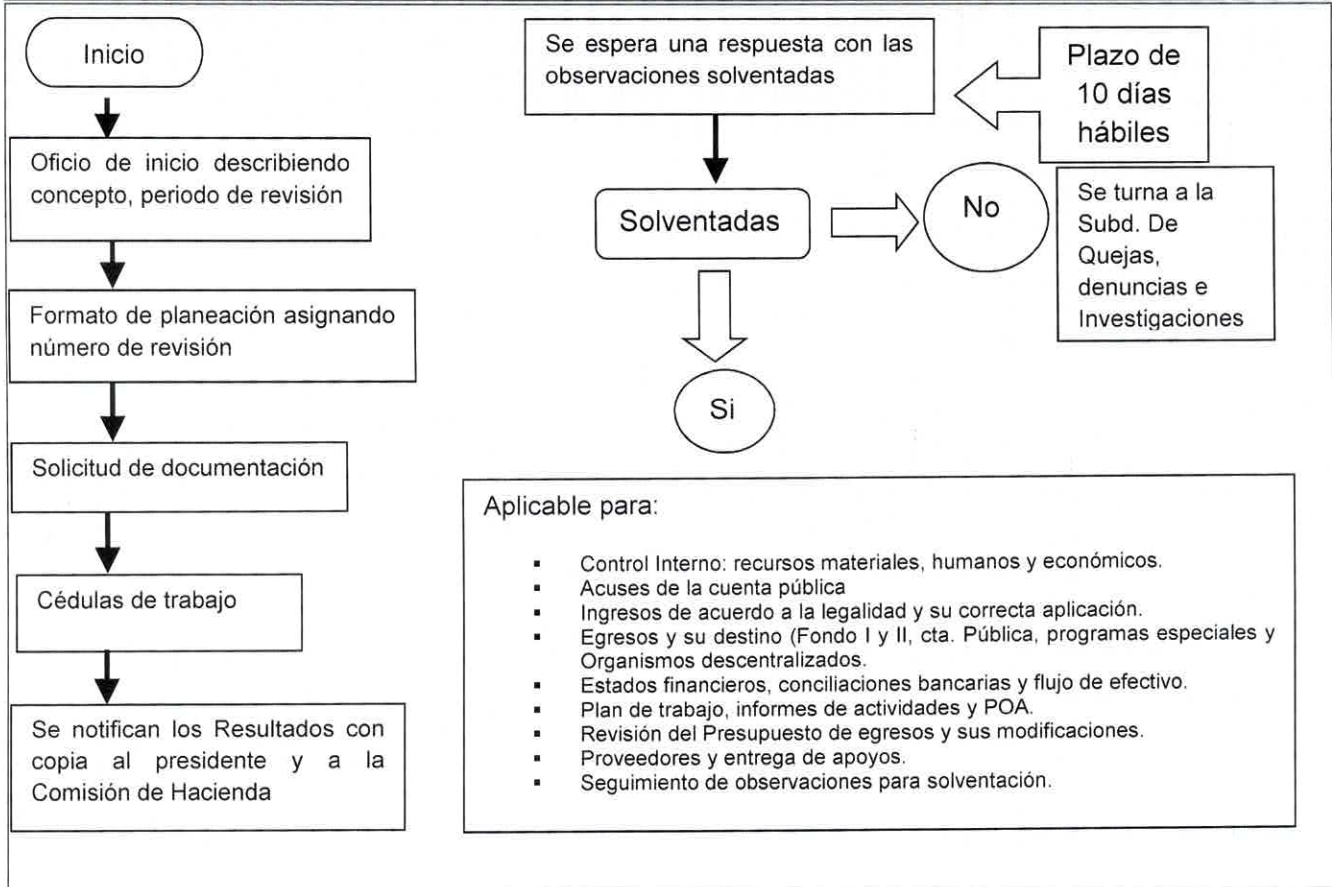 Inicio
Oficio de inicio describiendo
concepto, periodo de revisión
Formato de planeación asignando
número de revisión
Solicitud de documentación
Cédulas de trabajo
Se notifican los Resultados con
copia al presidente y a la
Comisión de Hacienda
Se espera una respuesta con las
observaciones solventadas
Plazo de
10 días
hábiles
Solventadas
No
Se turna a la
Subd. De
Quejas,
denuncias e
Investigaciones
Si
Aplicable para:
▪ Control Interno: recursos materiales, humanos y económicos.
▪ Acuses de la cuenta pública
▪ Ingresos de acuerdo a la legalidad y su correcta aplicación.
▪ Egresos y su destino (Fondo I y II, cta. Pública, programas especiales y
Organismos descentralizados.
▪ Estados financieros, conciliaciones bancarias y flujo de efectivo.
▪ Plan de trabajo, informes de actividades y POA.
▪ Revisión del Presupuesto de egresos y sus modificaciones.
▪ Proveedores y entrega de apoyos.
▪ Seguimiento de observaciones para solventación.